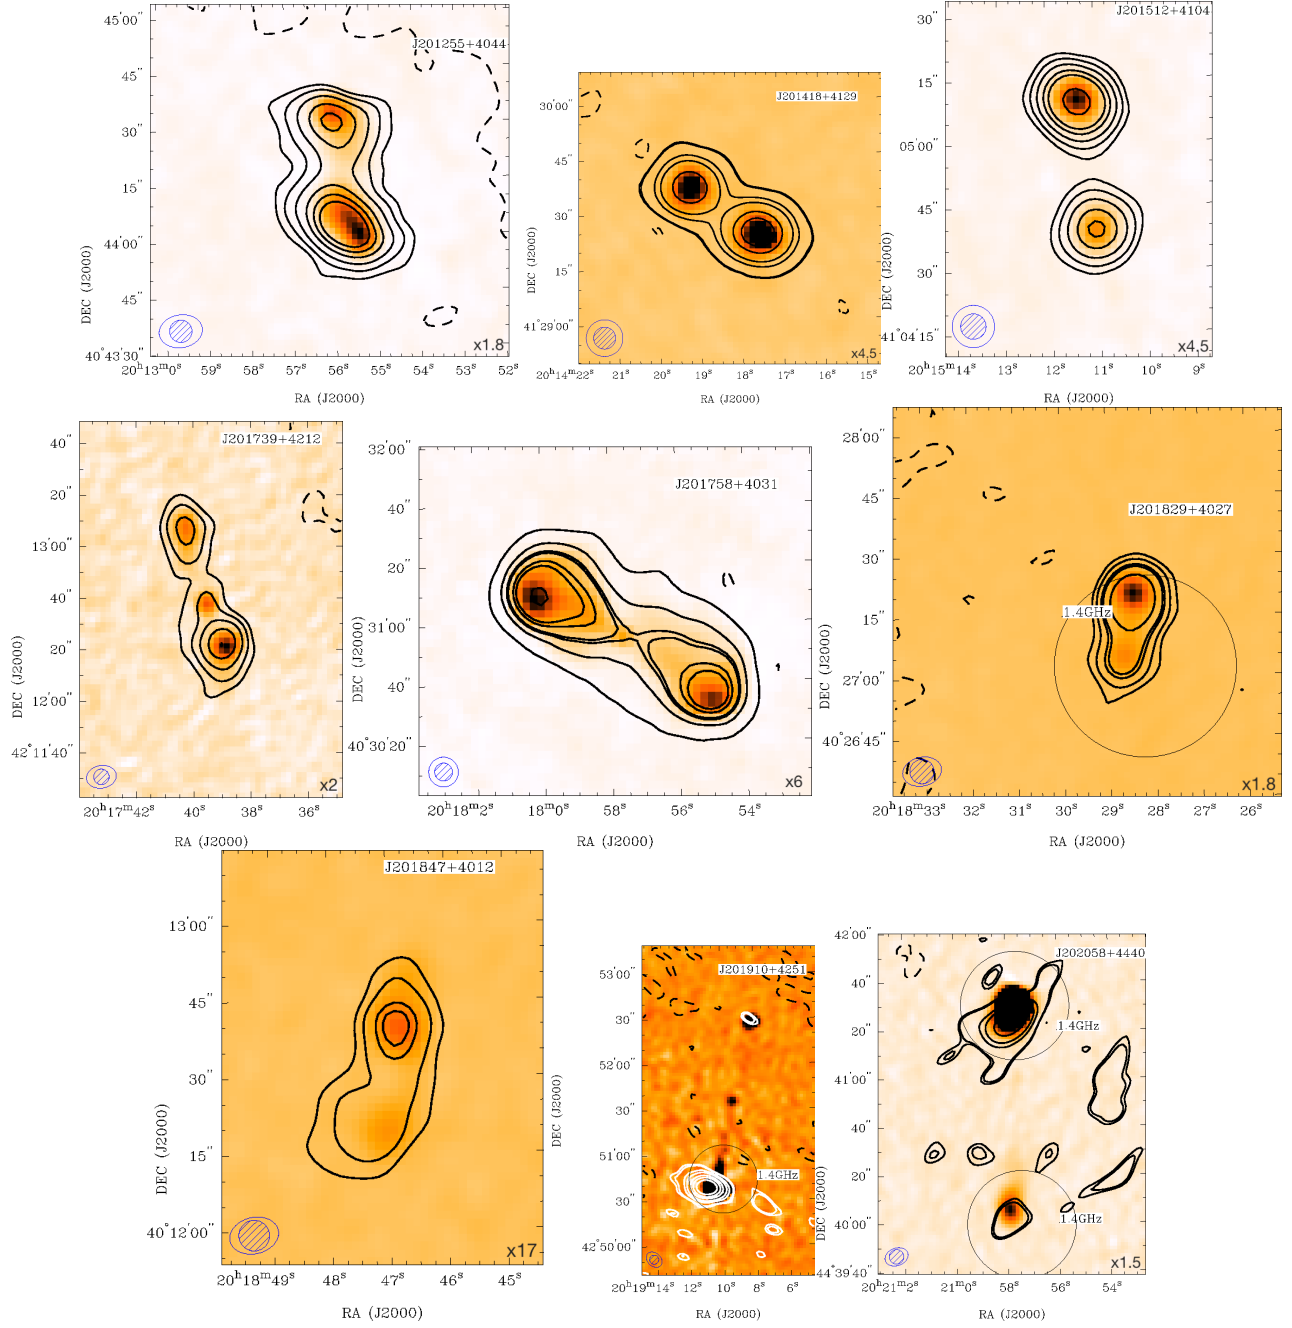 J201255+4044
45'00"
45"
30"
15"
44'00"
45"
40°43'30"
DEC (J2000)
x1.8
20ʰ13ᵐ0ˢ 59ˢ 58ˢ 57ˢ 56ˢ 55ˢ 54ˢ 53ˢ 52ˢ
RA (J2000)
J201418+4129
30'00"
45"
30"
15"
41°29'00"
DEC (J2000)
x4.5
20ʰ14ᵐ22ˢ 21ˢ 20ˢ 19ˢ 18ˢ 17ˢ 16ˢ 15ˢ
RA (J2000)
J201512+4104
30"
15"
05'00"
45"
30"
41°04'15"
DEC (J2000)
x4.5
20ʰ15ᵐ14ˢ 13ˢ 12ˢ 11ˢ 10ˢ 9ˢ
RA (J2000)
J201739+4212
40"
20"
13'00"
40"
20"
12'00"
42°11'40"
DEC (J2000)
x2
20ʰ17ᵐ42ˢ 40ˢ 38ˢ 36ˢ
RA (J2000)
J201758+4031
32'00"
40"
20"
31'00"
40"
40°30'20"
DEC (J2000)
x6
20ʰ18ᵐ2ˢ 18ᵐ0ˢ 58ˢ 56ˢ 54ˢ
RA (J2000)
J201829+4027
28'00"
45"
30"
15"
27'00"
40°26'45"
DEC (J2000)
1.4GHz
x1.8
20ʰ18ᵐ33ˢ 31ˢ 30ˢ 29ˢ 28ˢ 27ˢ 26ˢ
RA (J2000)
J201847+4012
13'00"
45"
30"
15"
40°12'00"
DEC (J2000)
x17
20ʰ18ᵐ49ˢ 48ˢ 47ˢ 46ˢ 45ˢ
RA (J2000)
J201910+4251
53'00"
30"
52'00"
30"
51'00"
30"
42°50'00"
DEC (J2000)
1.4GHz
20ʰ19ᵐ14ˢ 12ˢ 10ˢ 8ˢ 6ˢ
RA (J2000)
J202058+4440
42'00"
40"
20"
41'00"
40"
20"
40'00"
44°39'40"
DEC (J2000)
1.4GHz
1.4GHz
x1.5
20ʰ21ᵐ2ˢ 0ˢ 58ˢ 56ˢ 54ˢ
RA (J2000)